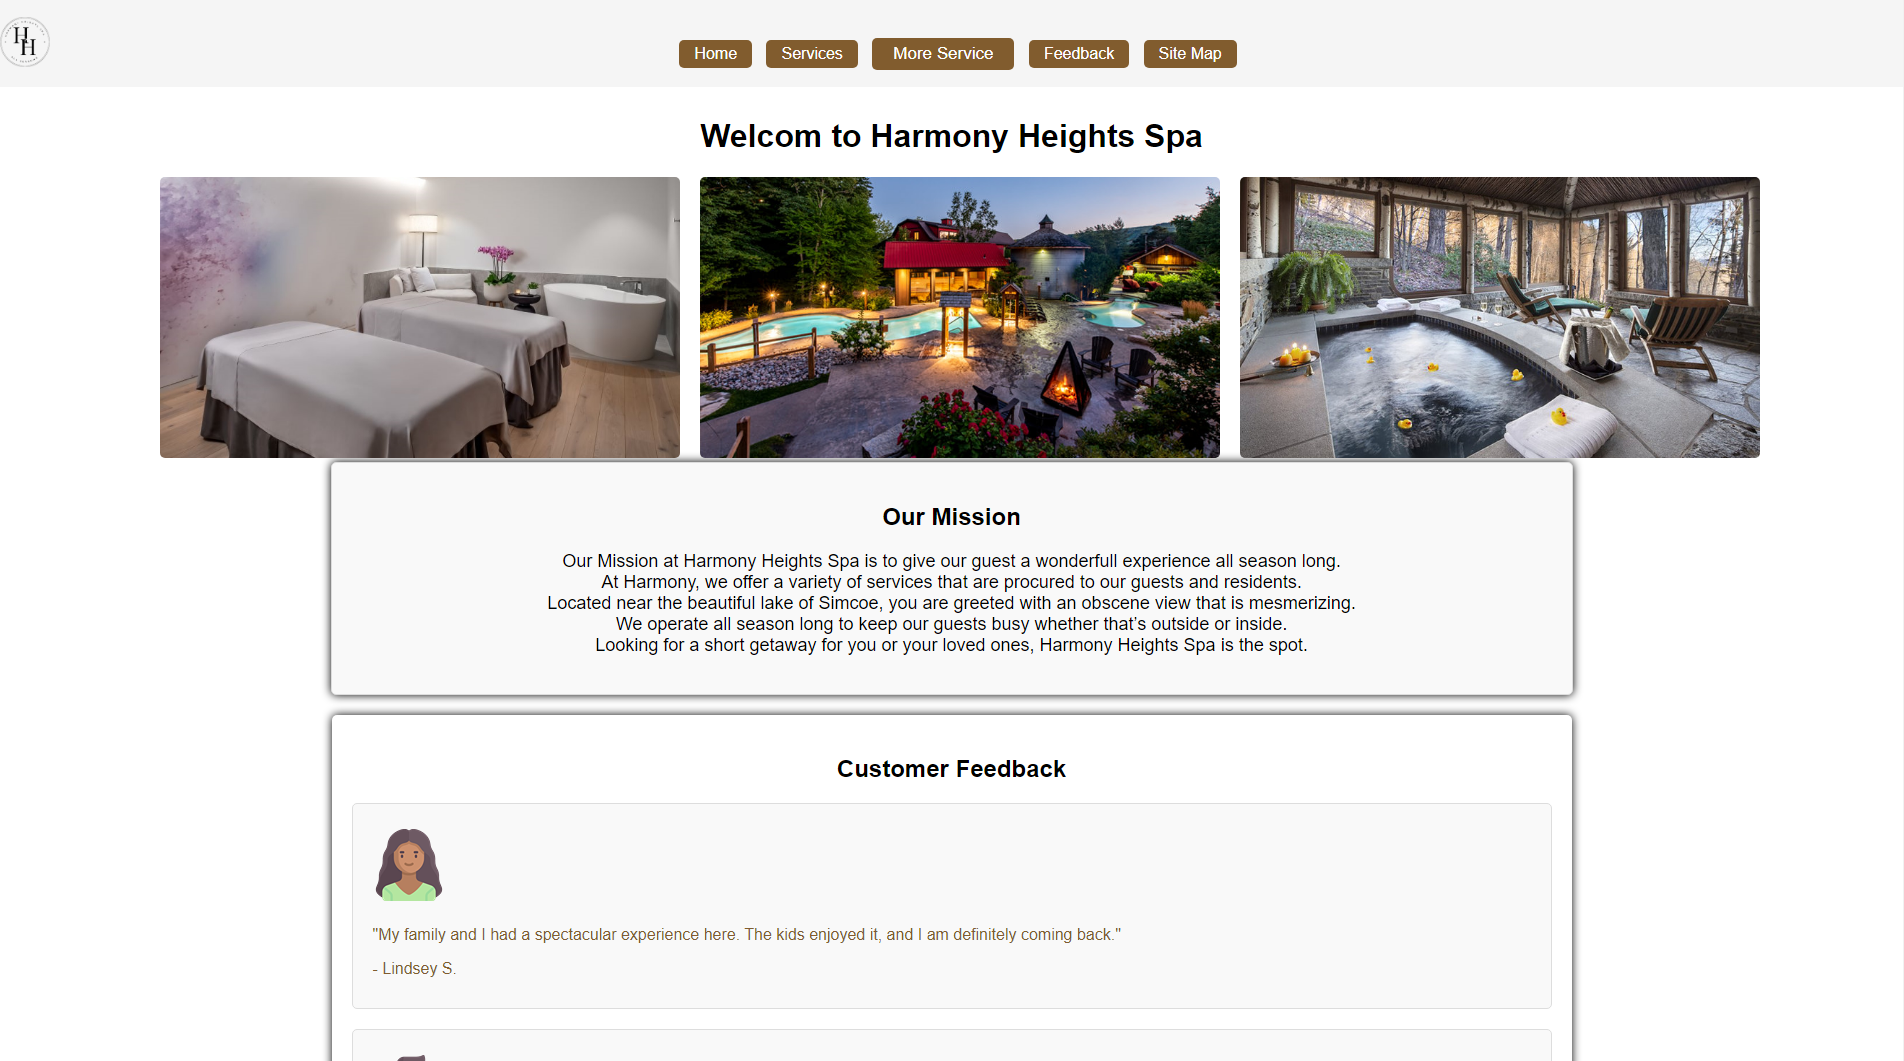 HH
Home Services More Service Feedback Site Map
Welcom to Harmony Heights Spa
Our Mission
Our Mission at Harmony Heights Spa is to give our guest a wonderfull experience all season long.
At Harmony, we offer a variety of services that are procured to our guests and residents.
Located near the beautiful lake of Simcoe, you are greeted with an obscene view that is mesmerizing.
We operate all season long to keep our guests busy whether that's outside or inside.
Looking for a short getaway for you or your loved ones, Harmony Heights Spa is the spot.
Customer Feedback
"My family and I had a spectacular experience here. The kids enjoyed it, and I am definitely coming back."
- Lindsey S.